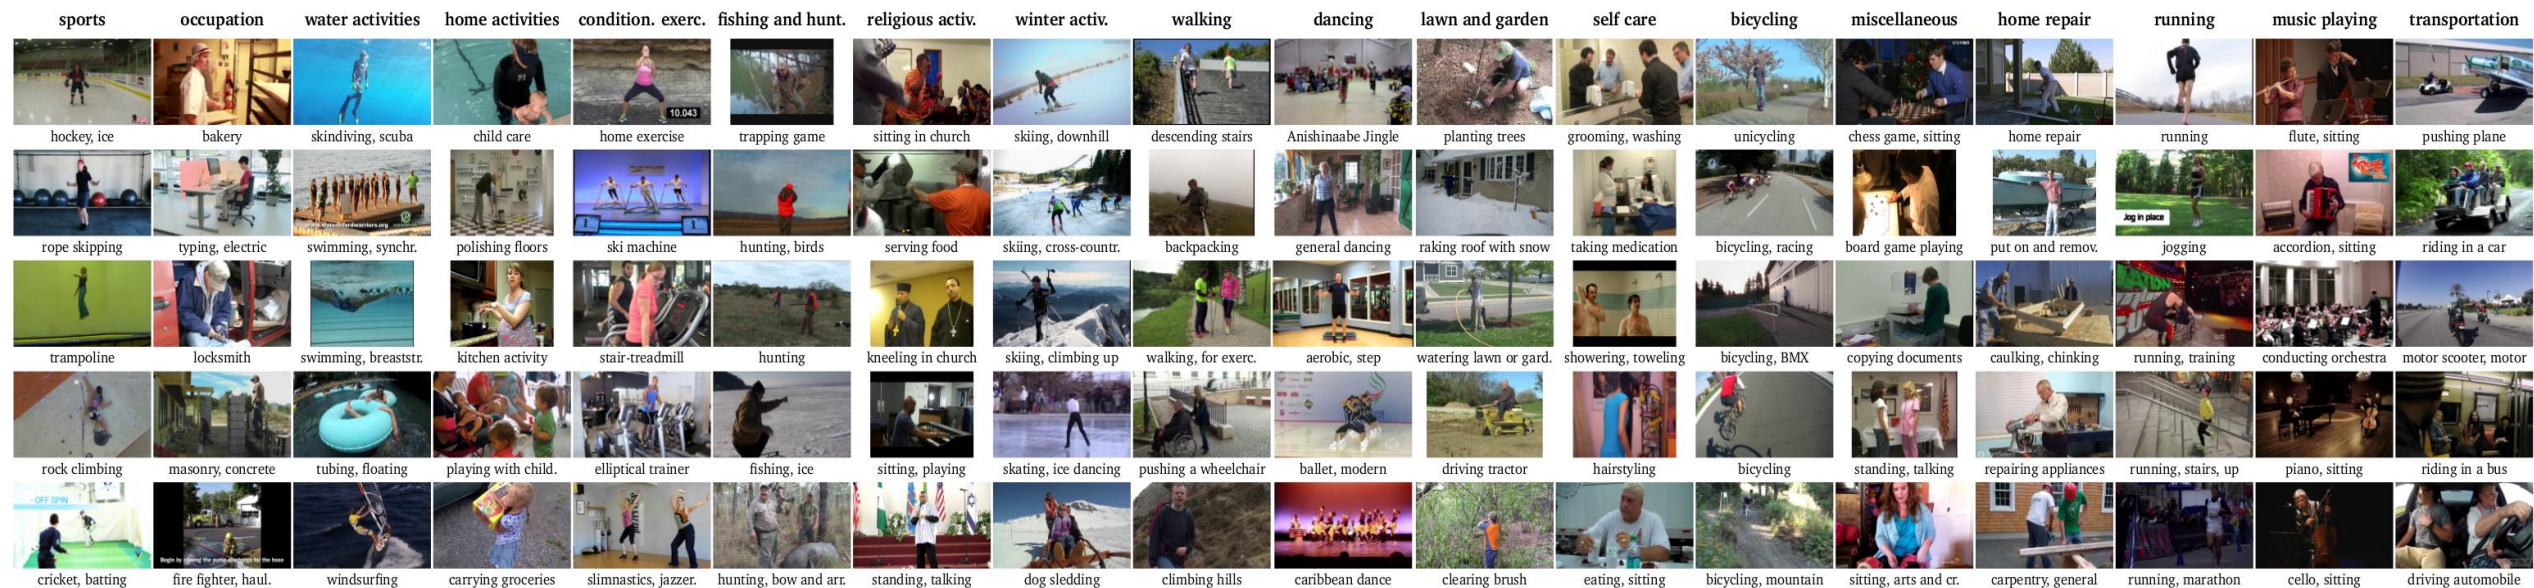 sports occupation water activities home activities condition. exerc. fishing and hunt. religious activ. winter activ. walking dancing lawn and garden self care bicycling miscellaneous home repair running music playing transportation
10.043
hockey, ice bakery skindiving, scuba child care home exercise trapping game sitting in church skiing, downhill descending stairs Anishinaabe Jingle planting trees grooming, washing unicycling chess game, sitting home repair running flute, sitting pushing plane
Jog in place
rope skipping typing, electric swimming, synchr. polishing floors ski machine hunting, birds serving food skiing, cross-countr. backpacking general dancing raking roof with snow taking medication bicycling, racing board game playing put on and remov. jogging accordion, sitting riding in a car
trampoline locksmith swimming, breaststr. kitchen activity stair-treadmill hunting kneeling in church skiing, climbing up walking, for exerc. aerobic, step watering lawn or gard. showering, toweling bicycling, BMX copying documents caulking, chinking running, training conducting orchestra motor scooter, motor
rock climbing masonry, concrete tubing, floating playing with child. elliptical trainer fishing, ice sitting, playing skating, ice dancing pushing a wheelchair ballet, modern driving tractor hairstyling bicycling standing, talking repairing appliances running, stairs, up piano, sitting riding in a bus
- OFF SPIN
Begin by opening the pump discharge for the hose
cricket, batting fire fighter, haul. windsurfing carrying groceries slimnastics, jazzer. hunting, bow and arr. standing, talking dog sledding climbing hills caribbean dance clearing brush eating, sitting bicycling, mountain sitting, arts and cr. carpentry, general running, marathon cello, sitting driving automobile